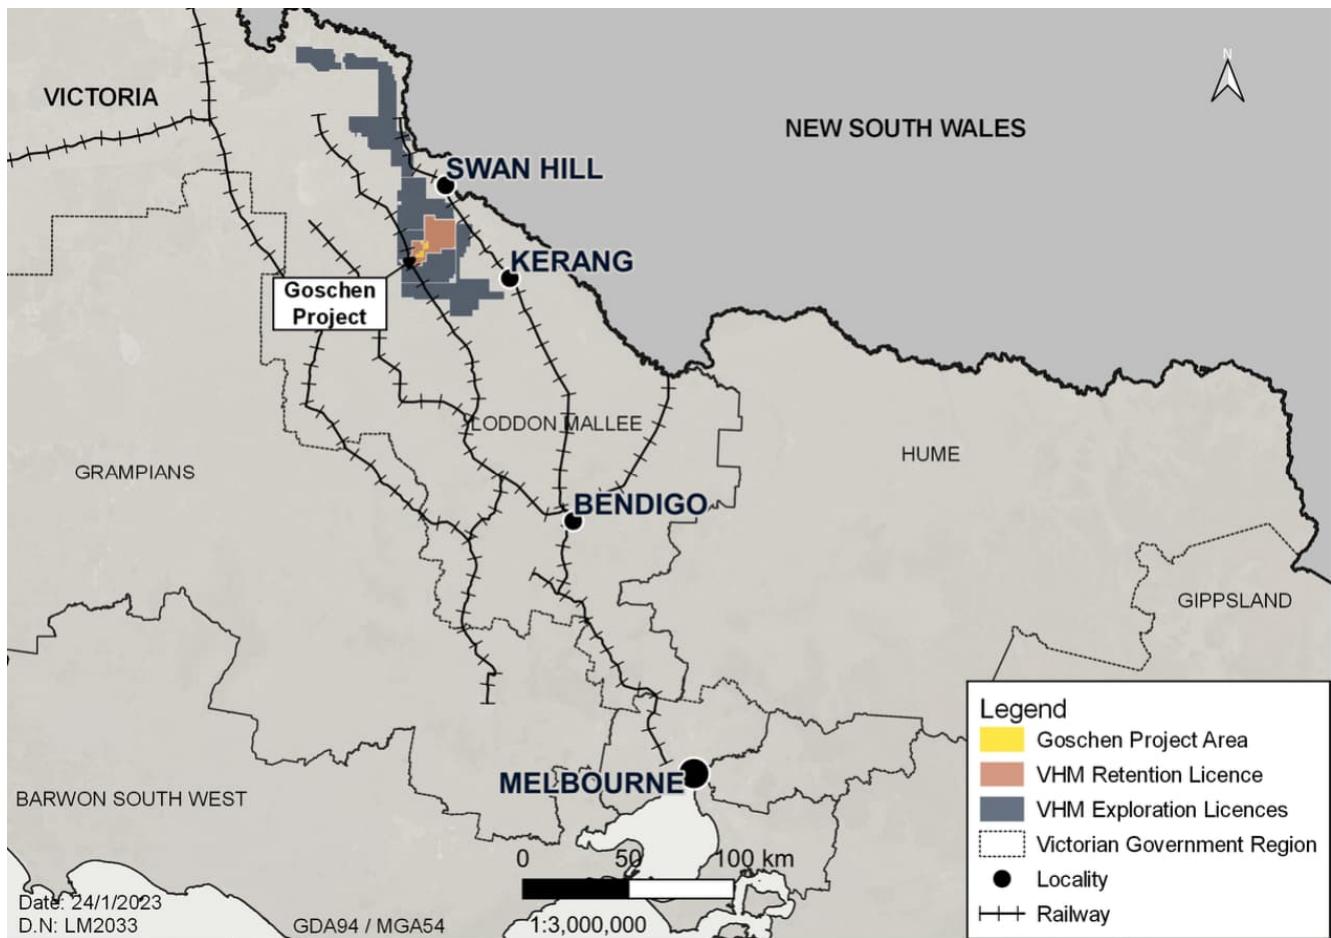 N
VICTORIA
NEW SOUTH WALES
SWAN HILL
KERANG
Goschen
Project
LODDON MALLEE
HUME
GRAMPIANS
BENDIGO
GIPPSLAND
MELBOURNE
BARWON SOUTH WEST
0 50 100 km
1:3,000,000
Date: 24/1/2023
D.N: LM2033
GDA94 / MGA54
Legend
Goschen Project Area
VHM Retention Licence
VHM Exploration Licences
Victorian Government Region
Locality
Railway